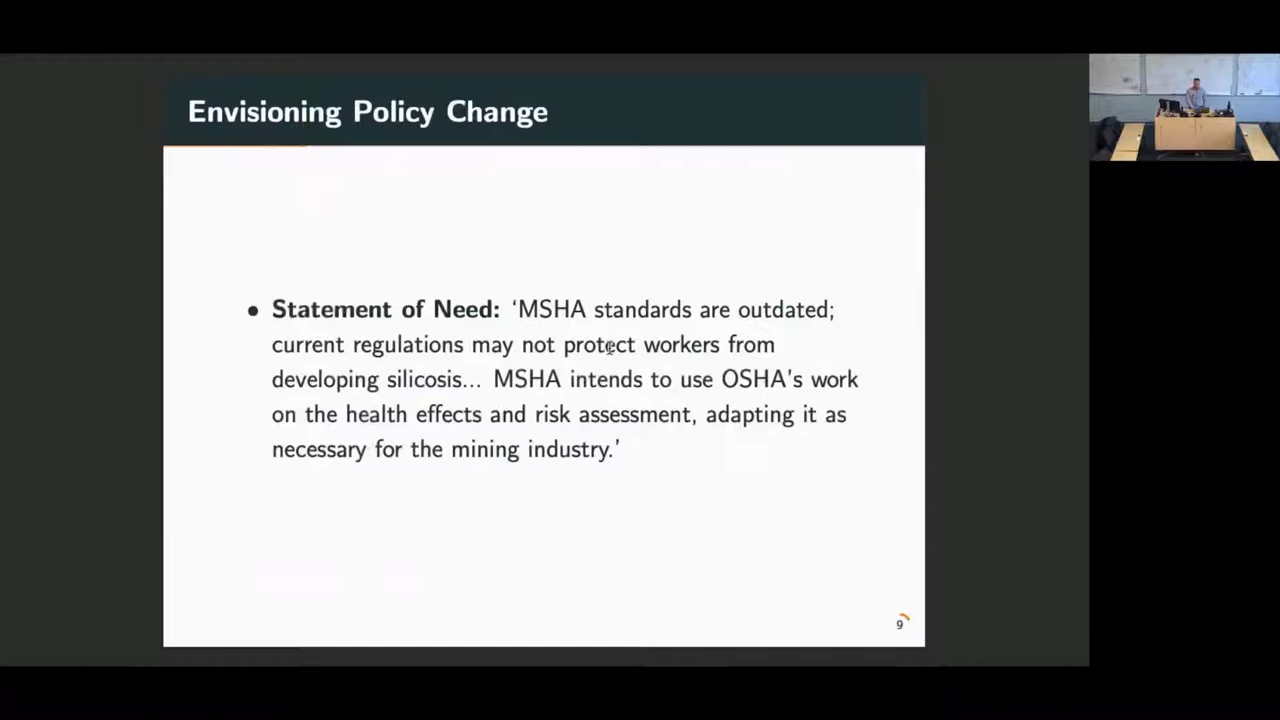 Envisioning Policy Change
• Statement of Need: ‘MSHA standards are outdated;
current regulations may not protect workers from
developing silicosis... MSHA intends to use OSHA’s work
on the health effects and risk assessment, adapting it as
necessary for the mining industry.’
9